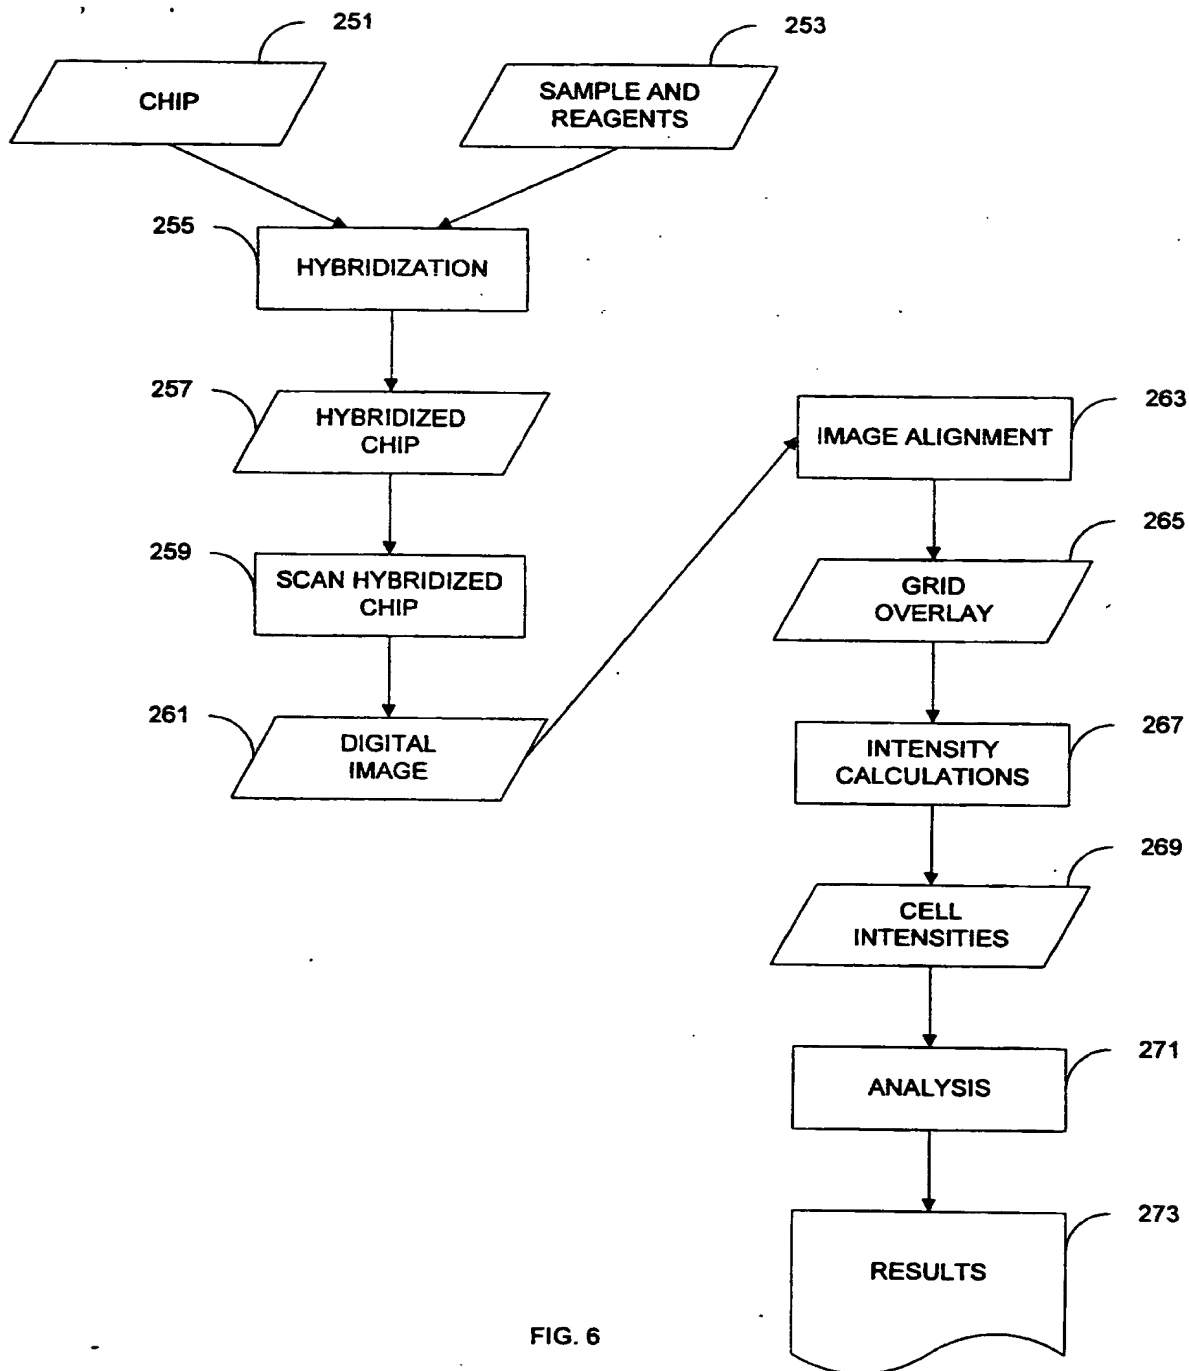 251
CHIP
253
SAMPLE AND
REAGENTS
255
HYBRIDIZATION
257
HYBRIDIZED
CHIP
259
SCAN HYBRIDIZED
CHIP
261
DIGITAL
IMAGE
263
IMAGE ALIGNMENT
265
GRID
OVERLAY
267
INTENSITY
CALCULATIONS
269
CELL
INTENSITIES
271
ANALYSIS
273
RESULTS
FIG. 6